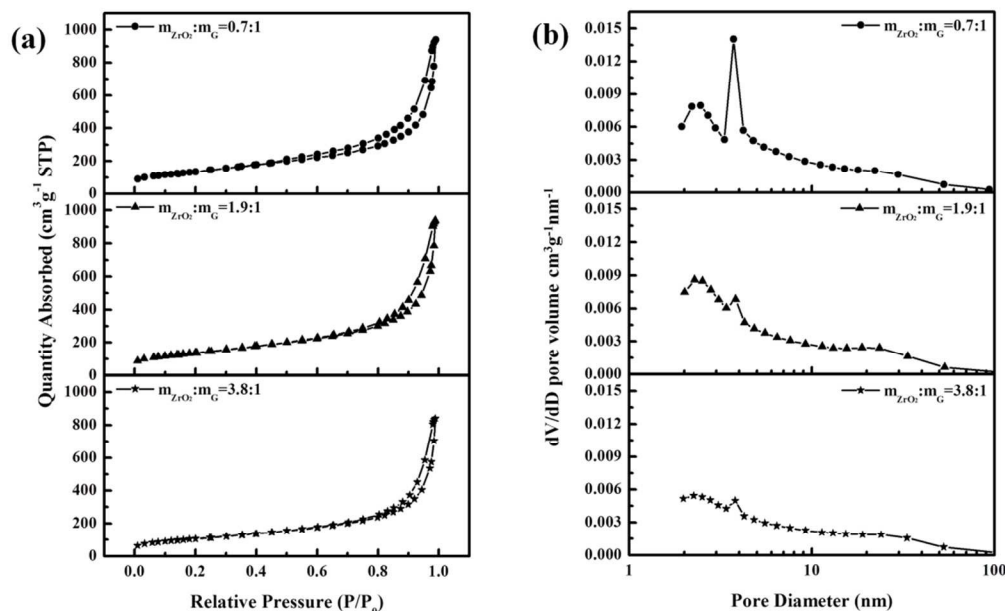 (a)
Quantity Absorbed (cm³g⁻¹ STP)
m_ZrO₂:m_G=0.7:1
1000
800
600
400
200
0
m_ZrO₂:m_G=1.9:1
1000
800
600
400
200
0
m_ZrO₂:m_G=3.8:1
1000
800
600
400
200
0
0.0 0.2 0.4 0.6 0.8 1.0
Relative Pressure (P/P₀)
(b)
dV/dD pore volume cm³g⁻¹nm⁻¹
m_ZrO₂:m_G=0.7:1
0.015
0.012
0.009
0.006
0.003
0.000
m_ZrO₂:m_G=1.9:1
0.015
0.012
0.009
0.006
0.003
0.000
m_ZrO₂:m_G=3.8:1
0.015
0.012
0.009
0.006
0.003
0.000
1 10 100
Pore Diameter (nm)